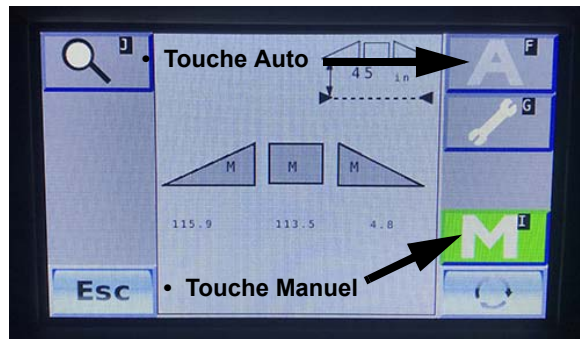 J
• Touche Auto
45 in
A F
G
M M M
115.9 113.5 4.8
M I
Esc
• Touche Manuel